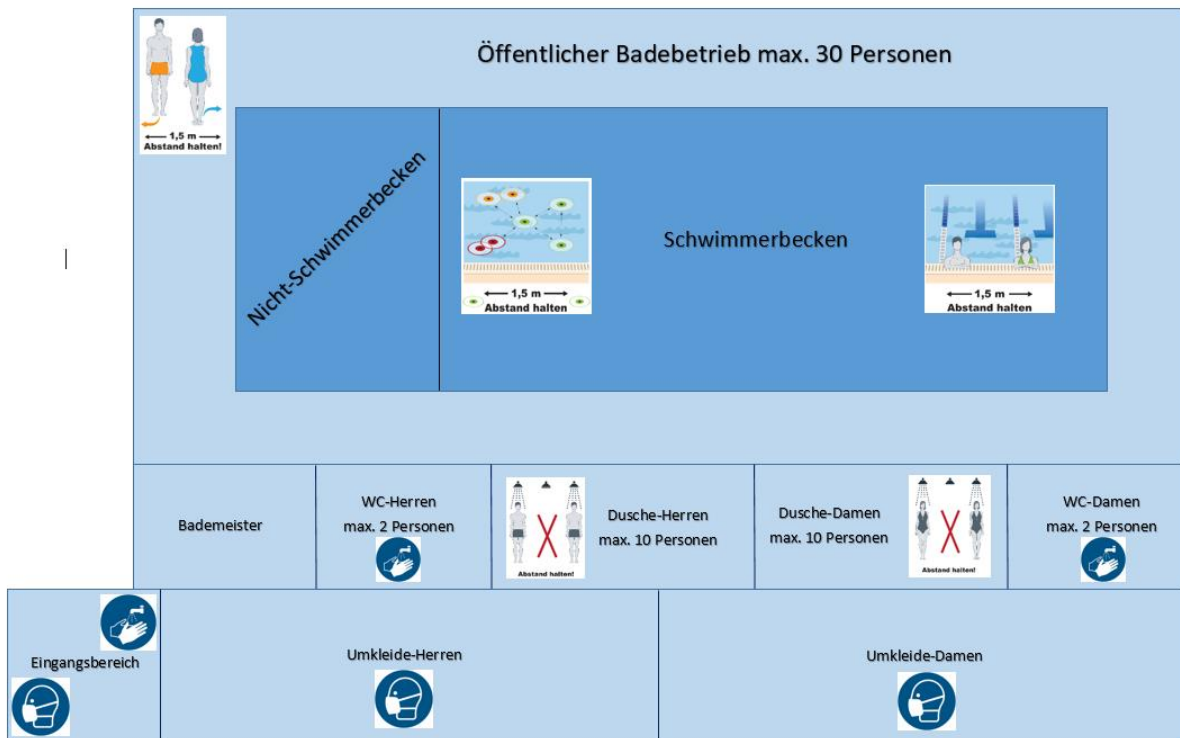 Öffentlicher Badebetrieb max. 30 Personen
1,5 m
Abstand halten!
Nicht-Schwimmerbecken
Schwimmerbecken
1,5 m
Abstand halten
1,5 m
Abstand halten
Bademeister
WC-Herren
max. 2 Personen
Abstand halten!
Dusche-Herren
max. 10 Personen
Dusche-Damen
max. 10 Personen
Abstand halten!
WC-Damen
max. 2 Personen
Eingangsbereich
Umkleide-Herren
Umkleide-Damen